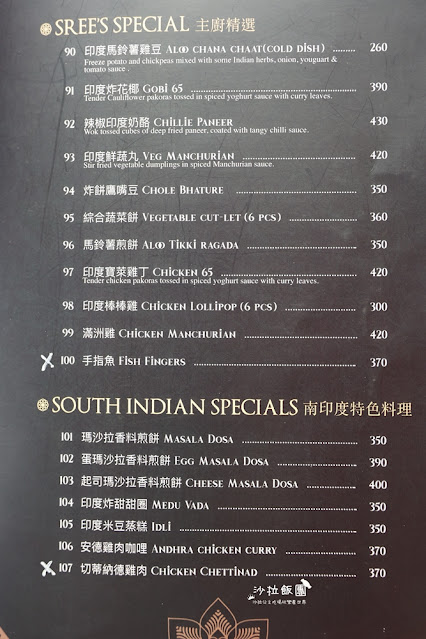 SREE'S SPECIAL 主廚精選
90 印度馬鈴薯雞豆 Aloo chana chaat(cold dish) ......... 260
Freeze potato and chickpeas mixed with some Indian herbs, onion, youguart &
tomato sauce .
91 印度炸花椰 Gobi 65 ......... 390
Tender Cauliflower pakoras tossed in spiced yoghurt sauce with curry leaves.
92 辣椒印度奶酪 Chillie Paneer 430
Wok tossed cubes of deep fried paneer, coated with tangy chilli sauce.
93 印度鮮蔬丸 Veg Manchurian ......... 420
Stir fried vegetable dumplings in spiced Manchurian sauce.
94 炸餅鷹嘴豆 Chole Bhature ......... 350
95 綜合蔬菜餅 Vegetable cut-let (6 pcs) ......... 360
96 馬鈴薯煎餅 Aloo Tikki ragada ......... 350
97 印度寶萊雞丁 Chicken 65 ......... 420
Tender chicken pakoras tossed in spiced yoghurt sauce with curry leaves.
98 印度棒棒雞 Chicken Lollipop (6 pcs) ......... 300
99 滿洲雞 Chicken Manchurian ......... 420
100 手指魚 Fish Fingers ......... 370
SOUTH INDIAN SPECIALS 南印度特色料理
101 瑪沙拉香料煎餅 Masala Dosa ......... 350
102 蛋瑪沙拉香料煎餅 Egg Masala Dosa ......... 390
103 起司瑪沙拉香料煎餅 Cheese Masala Dosa ......... 400
104 印度炸甜甜圈 Medu Vada ......... 350
105 印度米豆蒸糕 Idli ......... 350
106 安德雞肉咖哩 Andhra chicken curry ......... 370
107 切蒂納德雞肉 Chicken Chettinad ......... 370
沙拉飯團